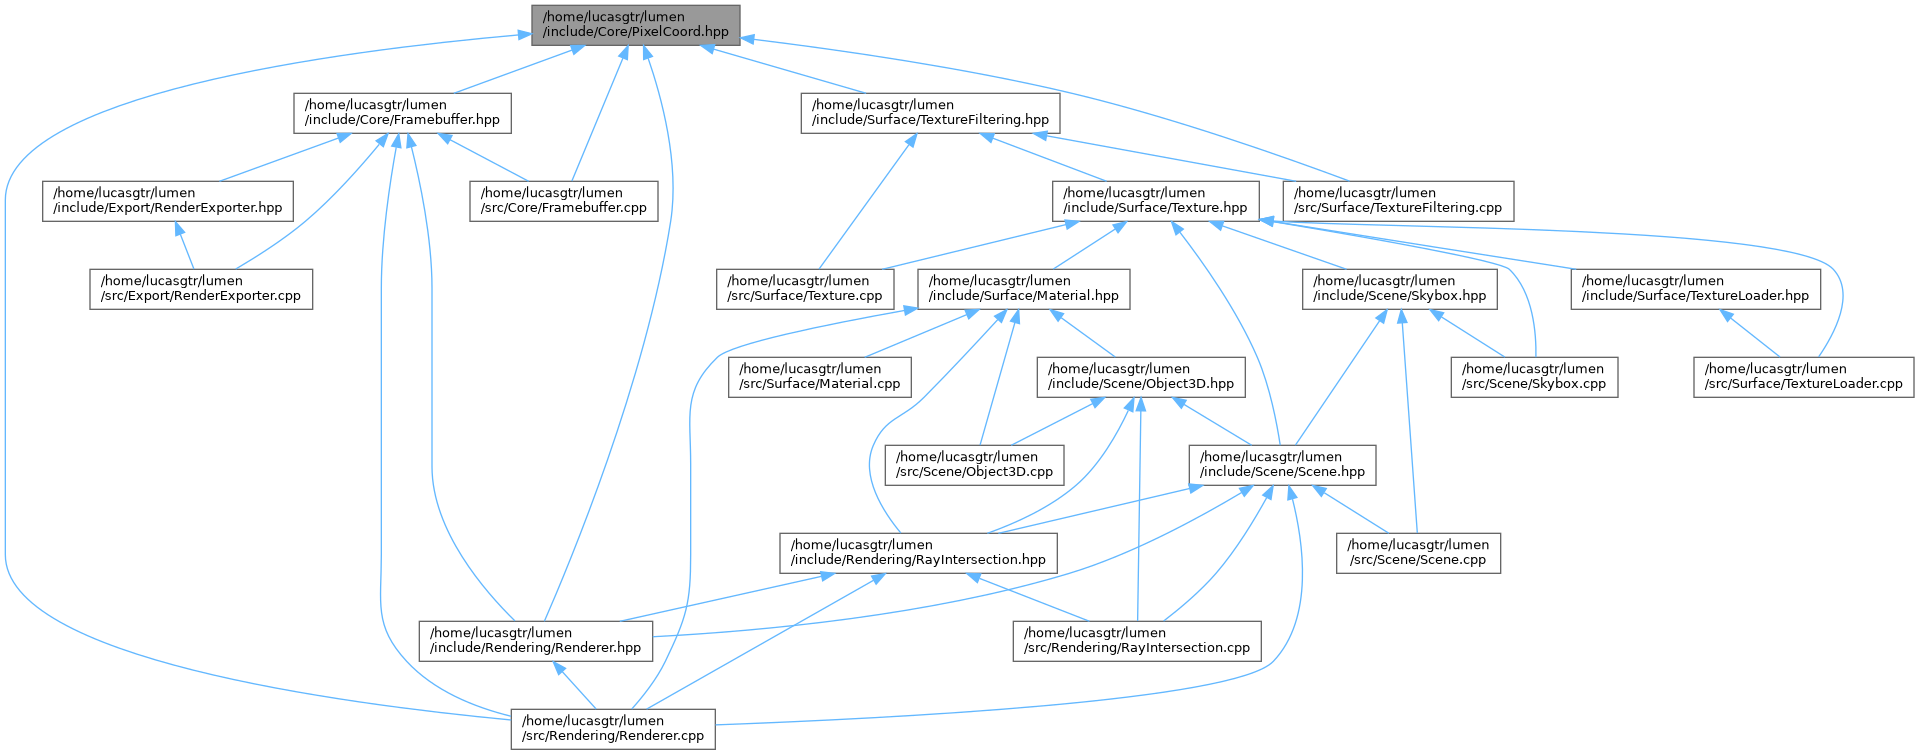 /home/lucasgtr/lumen
/include/Core/PixelCoord.hpp
/home/lucasgtr/lumen
/include/Core/Framebuffer.hpp
/home/lucasgtr/lumen
/include/Surface/TextureFiltering.hpp
/home/lucasgtr/lumen
/include/Export/RenderExporter.hpp
/home/lucasgtr/lumen
/src/Core/Framebuffer.cpp
/home/lucasgtr/lumen
/include/Surface/Texture.hpp
/home/lucasgtr/lumen
/src/Surface/TextureFiltering.cpp
/home/lucasgtr/lumen
/src/Export/RenderExporter.cpp
/home/lucasgtr/lumen
/src/Surface/Texture.cpp
/home/lucasgtr/lumen
/include/Surface/Material.hpp
/home/lucasgtr/lumen
/include/Scene/Skybox.hpp
/home/lucasgtr/lumen
/include/Surface/TextureLoader.hpp
/home/lucasgtr/lumen
/src/Surface/Material.cpp
/home/lucasgtr/lumen
/include/Scene/Object3D.hpp
/home/lucasgtr/lumen
/src/Scene/Skybox.cpp
/home/lucasgtr/lumen
/src/Surface/TextureLoader.cpp
/home/lucasgtr/lumen
/src/Scene/Object3D.cpp
/home/lucasgtr/lumen
/include/Scene/Scene.hpp
/home/lucasgtr/lumen
/include/Rendering/RayIntersection.hpp
/home/lucasgtr/lumen
/src/Scene/Scene.cpp
/home/lucasgtr/lumen
/include/Rendering/Renderer.hpp
/home/lucasgtr/lumen
/src/Rendering/RayIntersection.cpp
/home/lucasgtr/lumen
/src/Rendering/Renderer.cpp